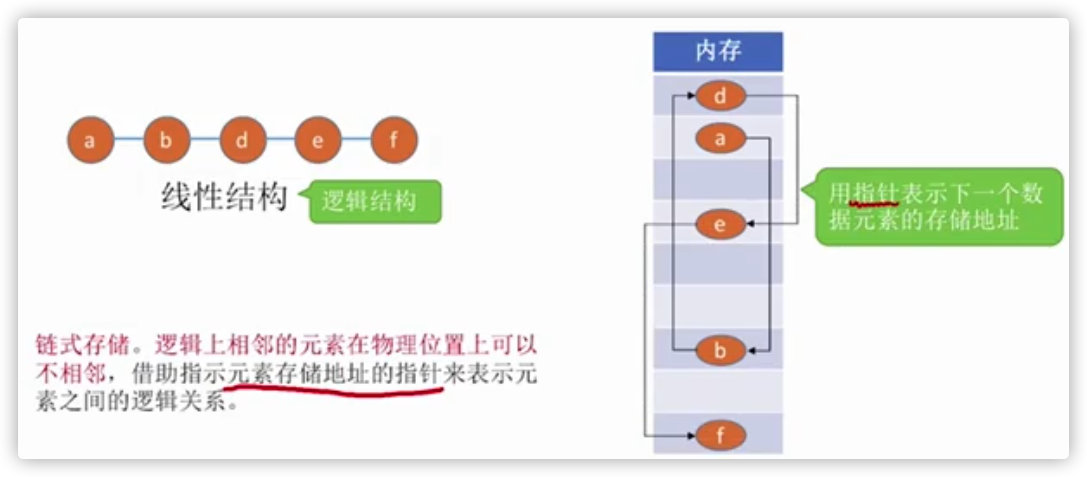 a b d e f
线性结构
逻辑结构
链式存储。逻辑上相邻的元素在物理位置上可以
不相邻，借助指示元素存储地址的指针来表示元
素之间的逻辑关系。
内存
d
a
e
b
f
用指针表示下一个数
据元素的存储地址